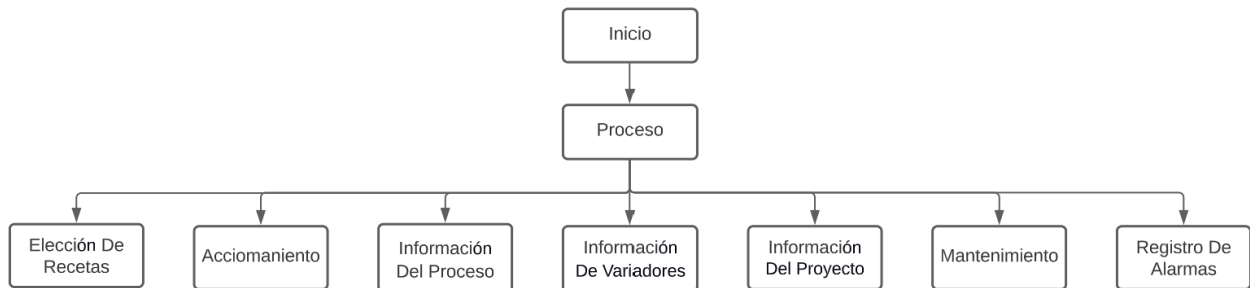 Inicio
Proceso
Elección De
Recetas
Acciomaniento
Información
Del Proceso
Información
De Variadores
Información
Del Proyecto
Mantenimiento
Registro De
Alarmas